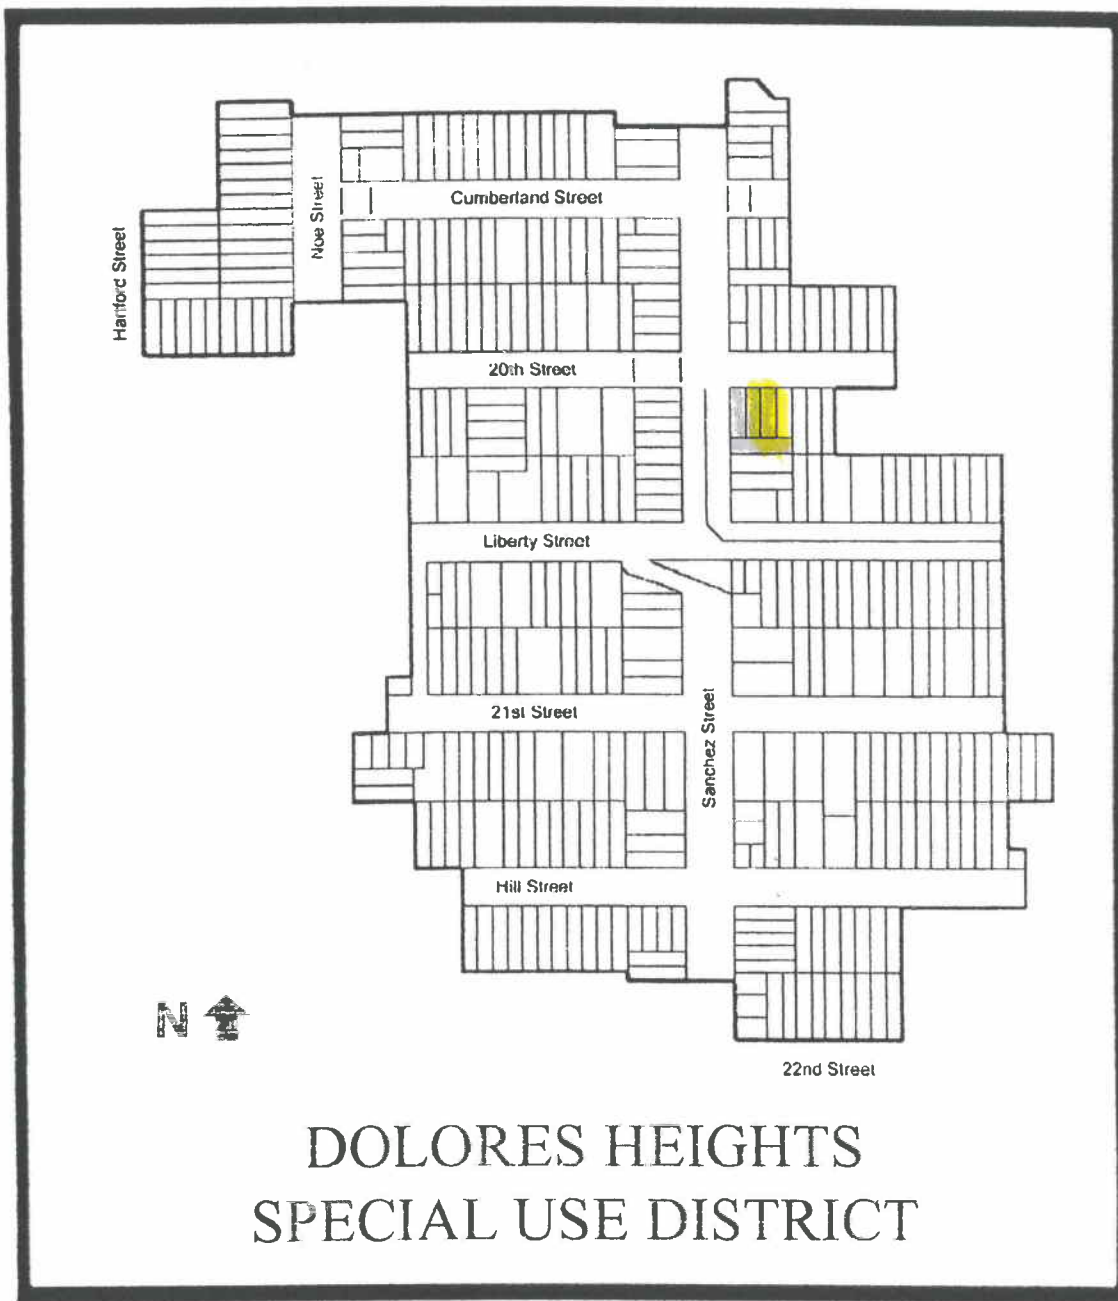 Cumberland Street
Noe Street
Hartford Street
20th Street
Liberty Street
21st Street
Sanchez Street
Hill Street
N
22nd Street
DOLORES HEIGHTS
SPECIAL USE DISTRICT